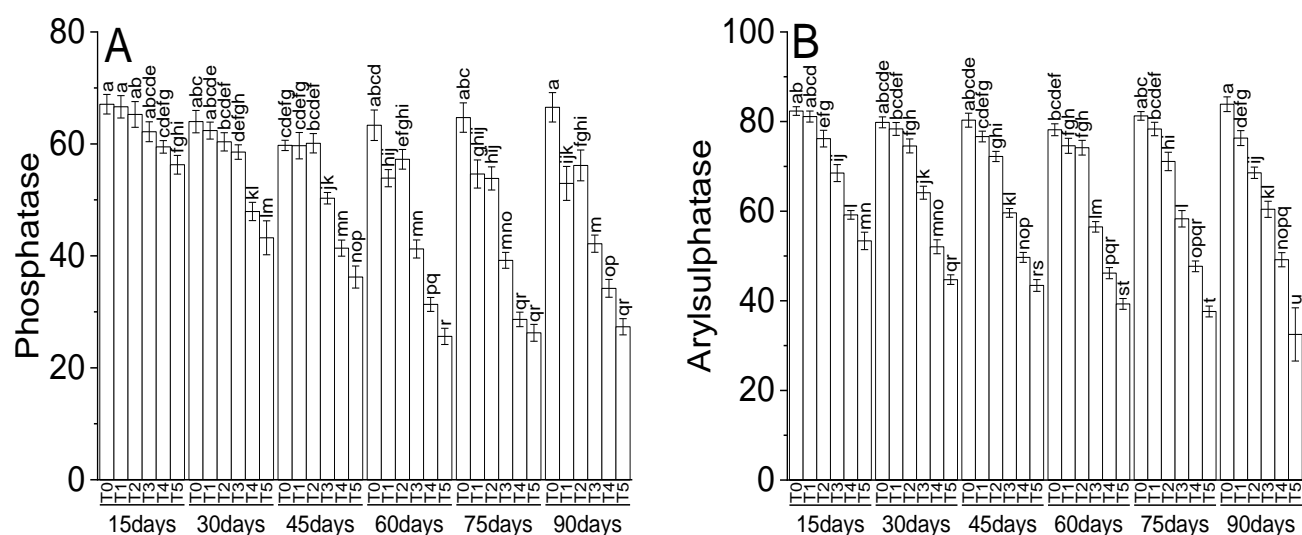 A
Phosphatase
80
60
40
20
0
a a ab abcde cdefg fghi
abc abcde bcdef defgh kl lm
cdefg cdefg bcdef ijk mn nop
abcd hij efghi mn pq r
abc ghij hij mno qr qr
a ijk fghi m op qr
T0 T1 T2 T3 T4 T5 T0 T1 T2 T3 T4 T5 T0 T1 T2 T3 T4 T5 T0 T1 T2 T3 T4 T5 T0 T1 T2 T3 T4 T5 T0 T1 T2 T3 T4 T5
15days 30days 45days 60days 75days 90days
B
Arylsulphatase
100
80
60
40
20
0
ab abcd efg ij l mn
abcde bcdef fgh jk mno qr
abcde cdefg ghi kl nop rs
bcdef fgh fgh lm pqr st
abc bcdef hi l opqr t
a defg ij kl nopq u
T0 T1 T2 T3 T4 T5 T0 T1 T2 T3 T4 T5 T0 T1 T2 T3 T4 T5 T0 T1 T2 T3 T4 T5 T0 T1 T2 T3 T4 T5 T0 T1 T2 T3 T4 T5
15days 30days 45days 60days 75days 90days